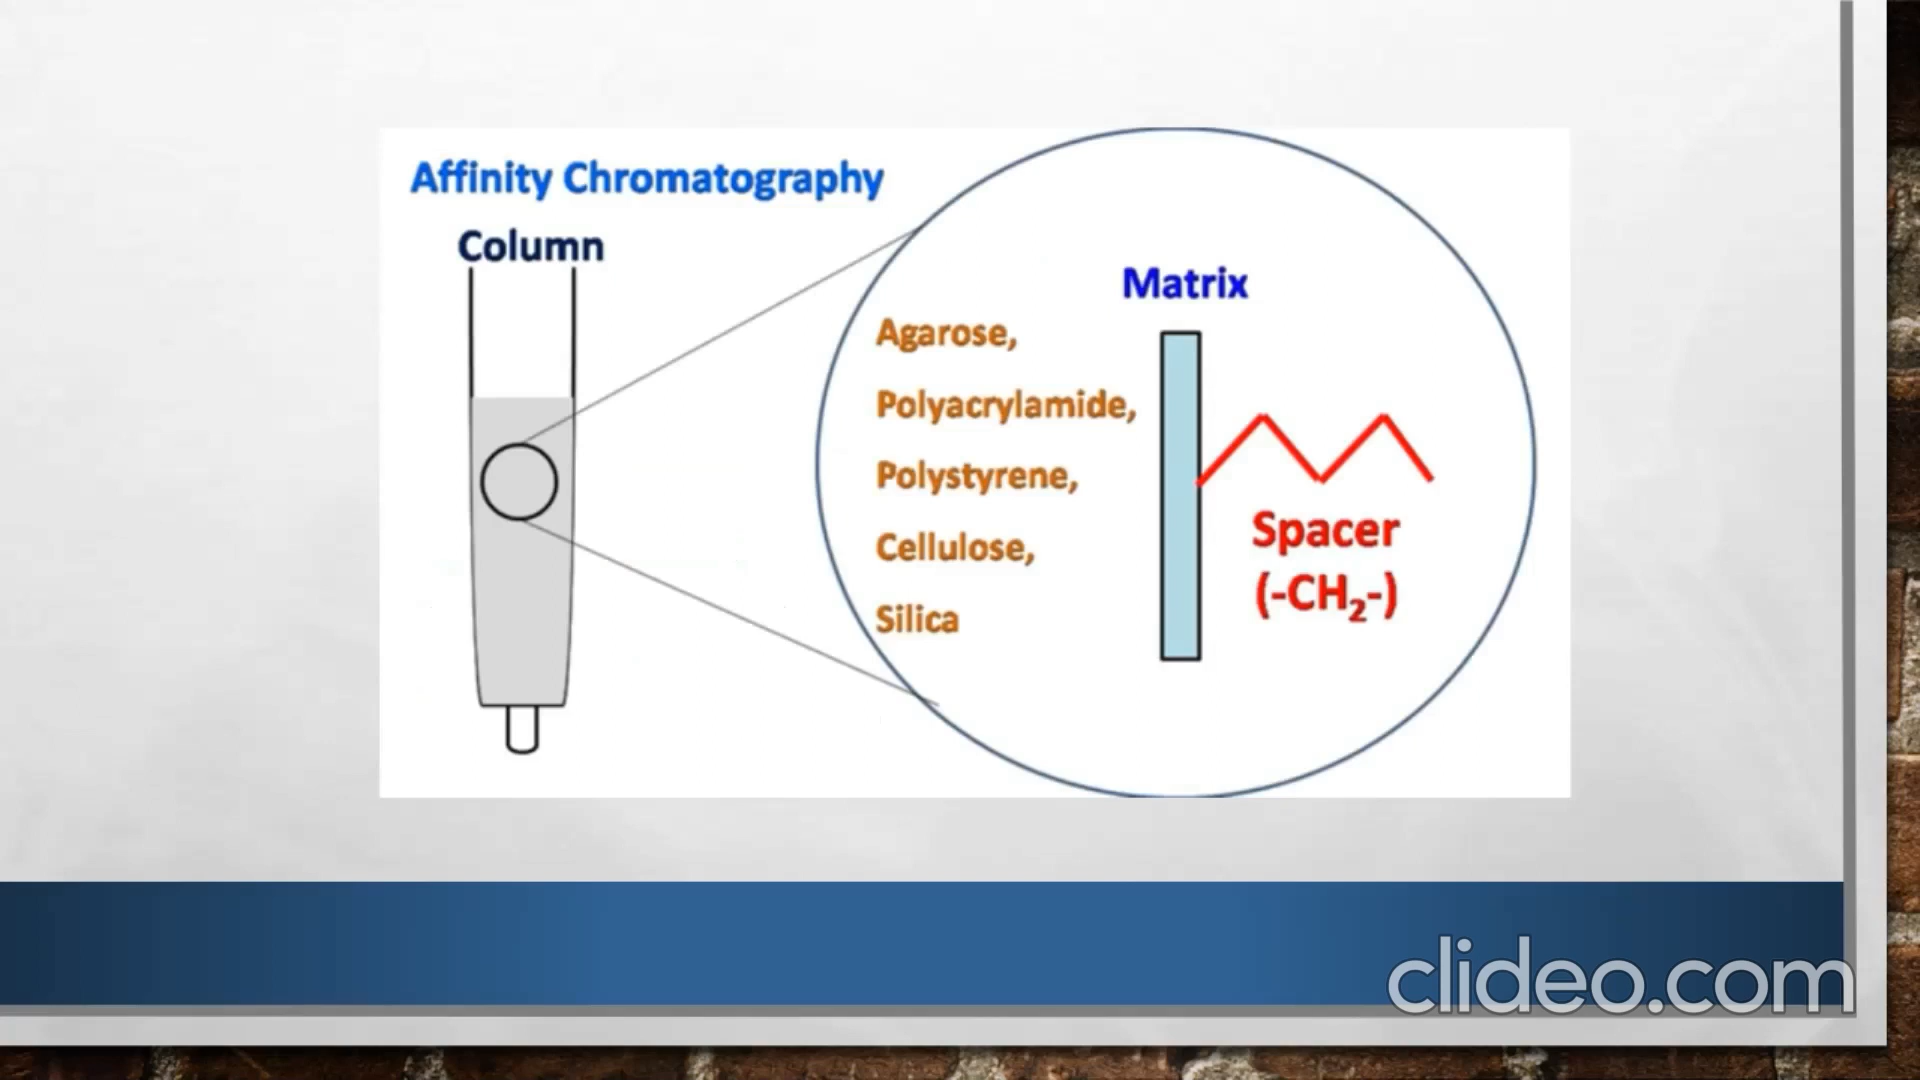 Affinity Chromatography
Column
Matrix
Agarose,
Polyacrylamide,
Polystyrene,
Cellulose,
Silica
Spacer
(-CH₂-)
clideo.com